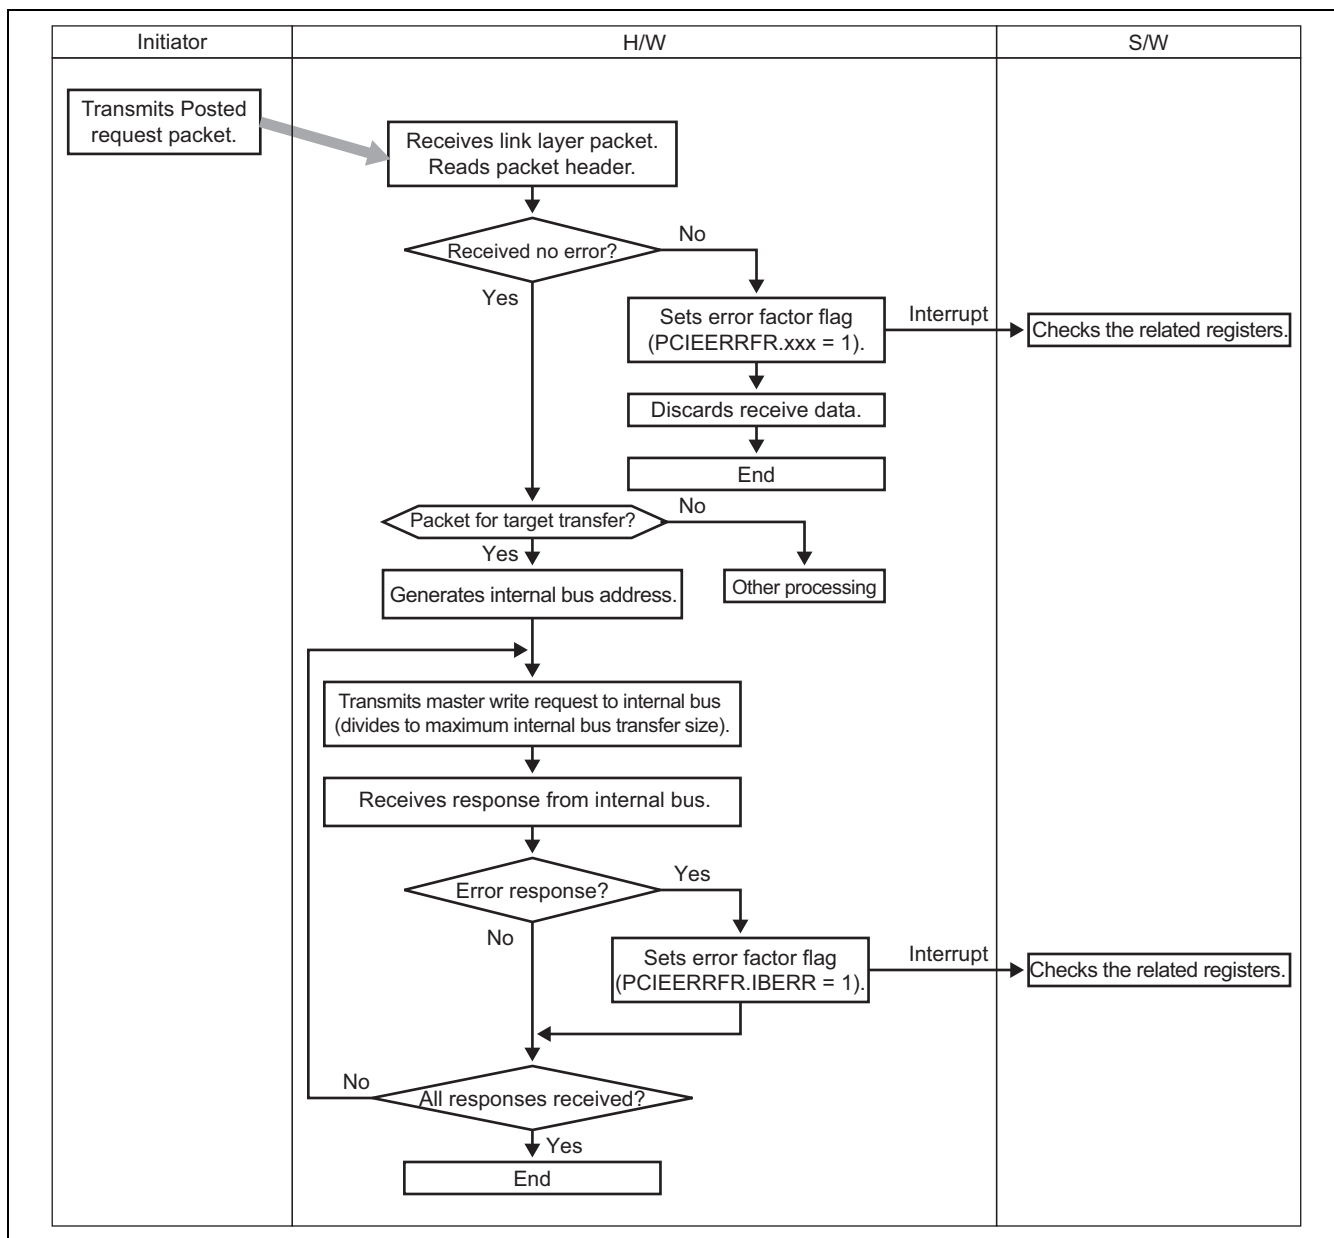 Initiator
H/W
S/W
Transmits Posted
request packet.
Receives link layer packet.
Reads packet header.
Received no error?
No
Yes
Sets error factor flag
(PCIEERRFR.xxx = 1).
Interrupt
Checks the related registers.
Discards receive data.
End
Packet for target transfer?
No
Yes
Generates internal bus address.
Other processing
Transmits master write request to internal bus
(divides to maximum internal bus transfer size).
Receives response from internal bus.
Error response?
Yes
No
Sets error factor flag
(PCIEERRFR.IBERR = 1).
Interrupt
Checks the related registers.
No
All responses received?
Yes
End